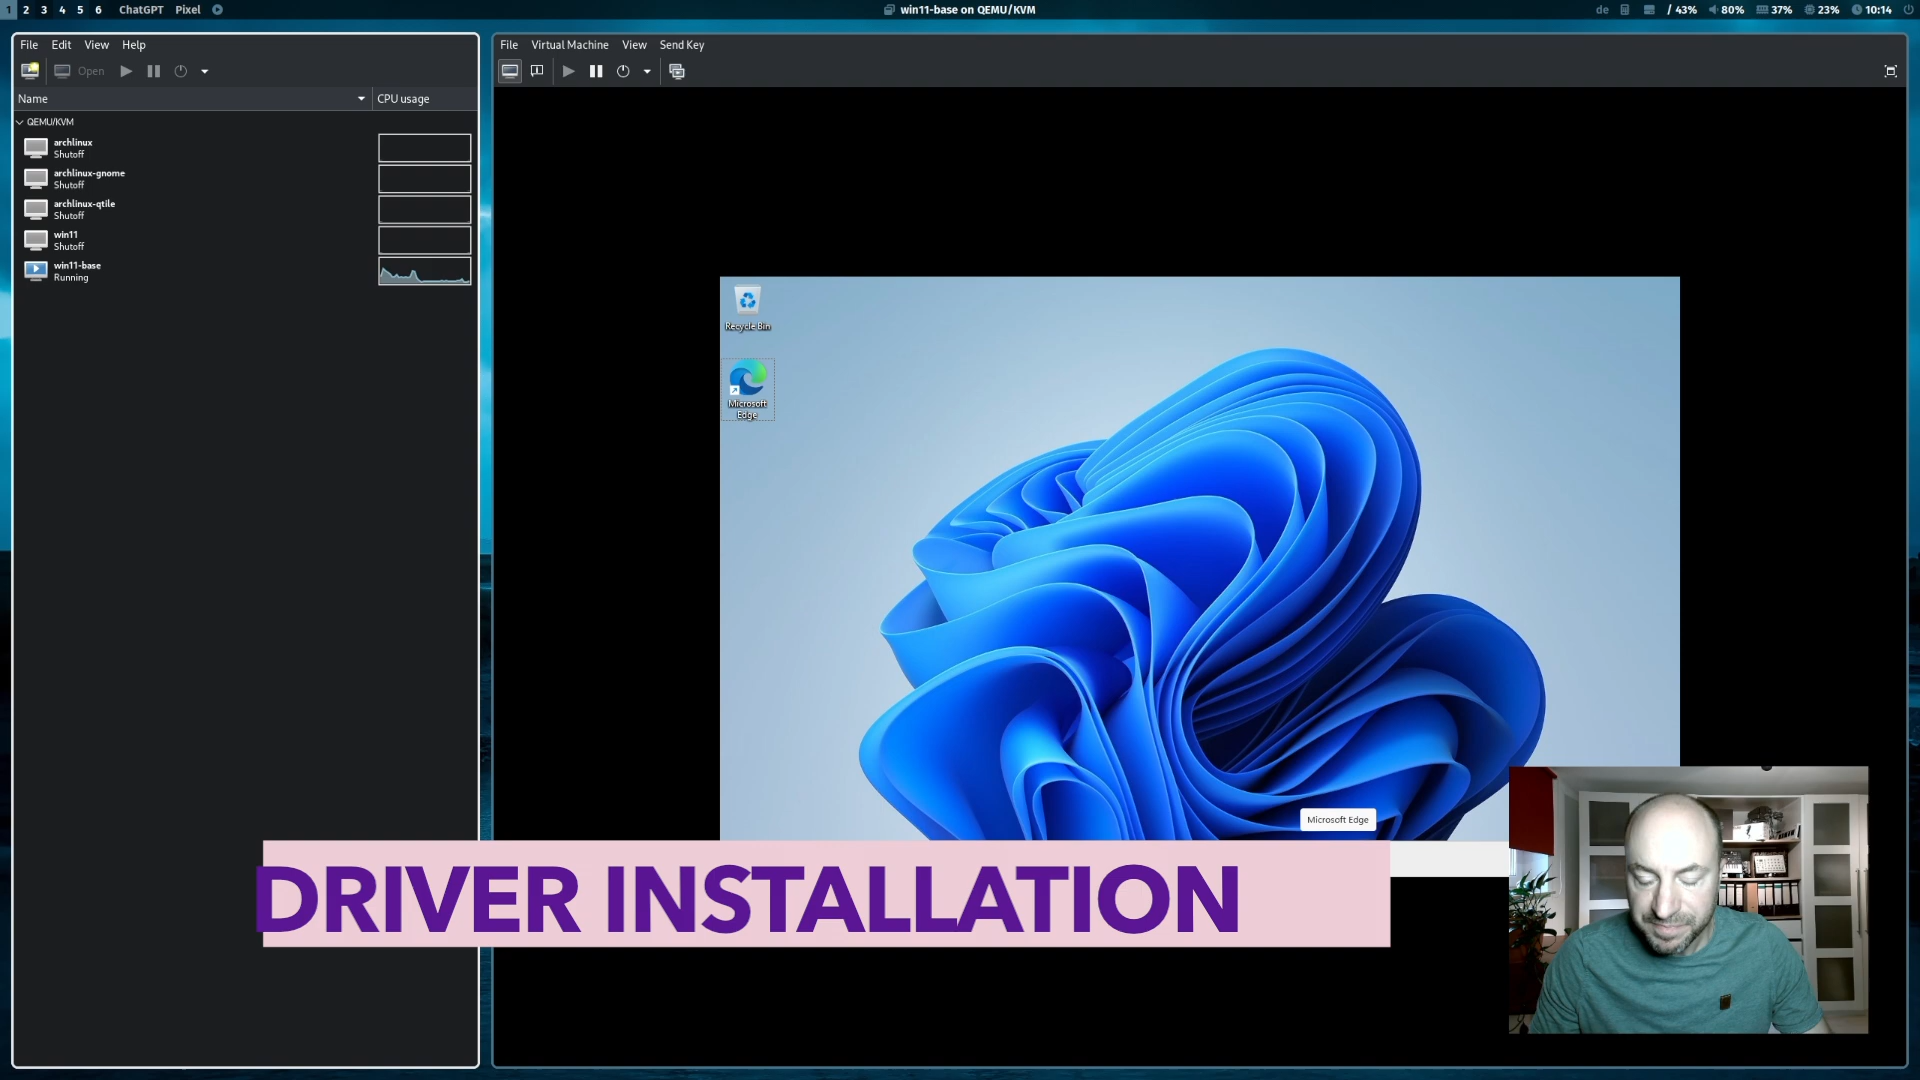 1 2 3 4 5 6 ChatGPT Pixel
win11-base on QEMU/KVM
de / 43% 80% 37% 23% 10:14
File Edit View Help
Open
Name CPU usage
QEMU/KVM
archlinux
Shutoff
archlinux-gnome
Shutoff
archlinux-qtile
Shutoff
win11
Shutoff
win11-base
Running
File Virtual Machine View Send Key
Recycle Bin
Microsoft
Edge
Microsoft Edge
DRIVER INSTALLATION